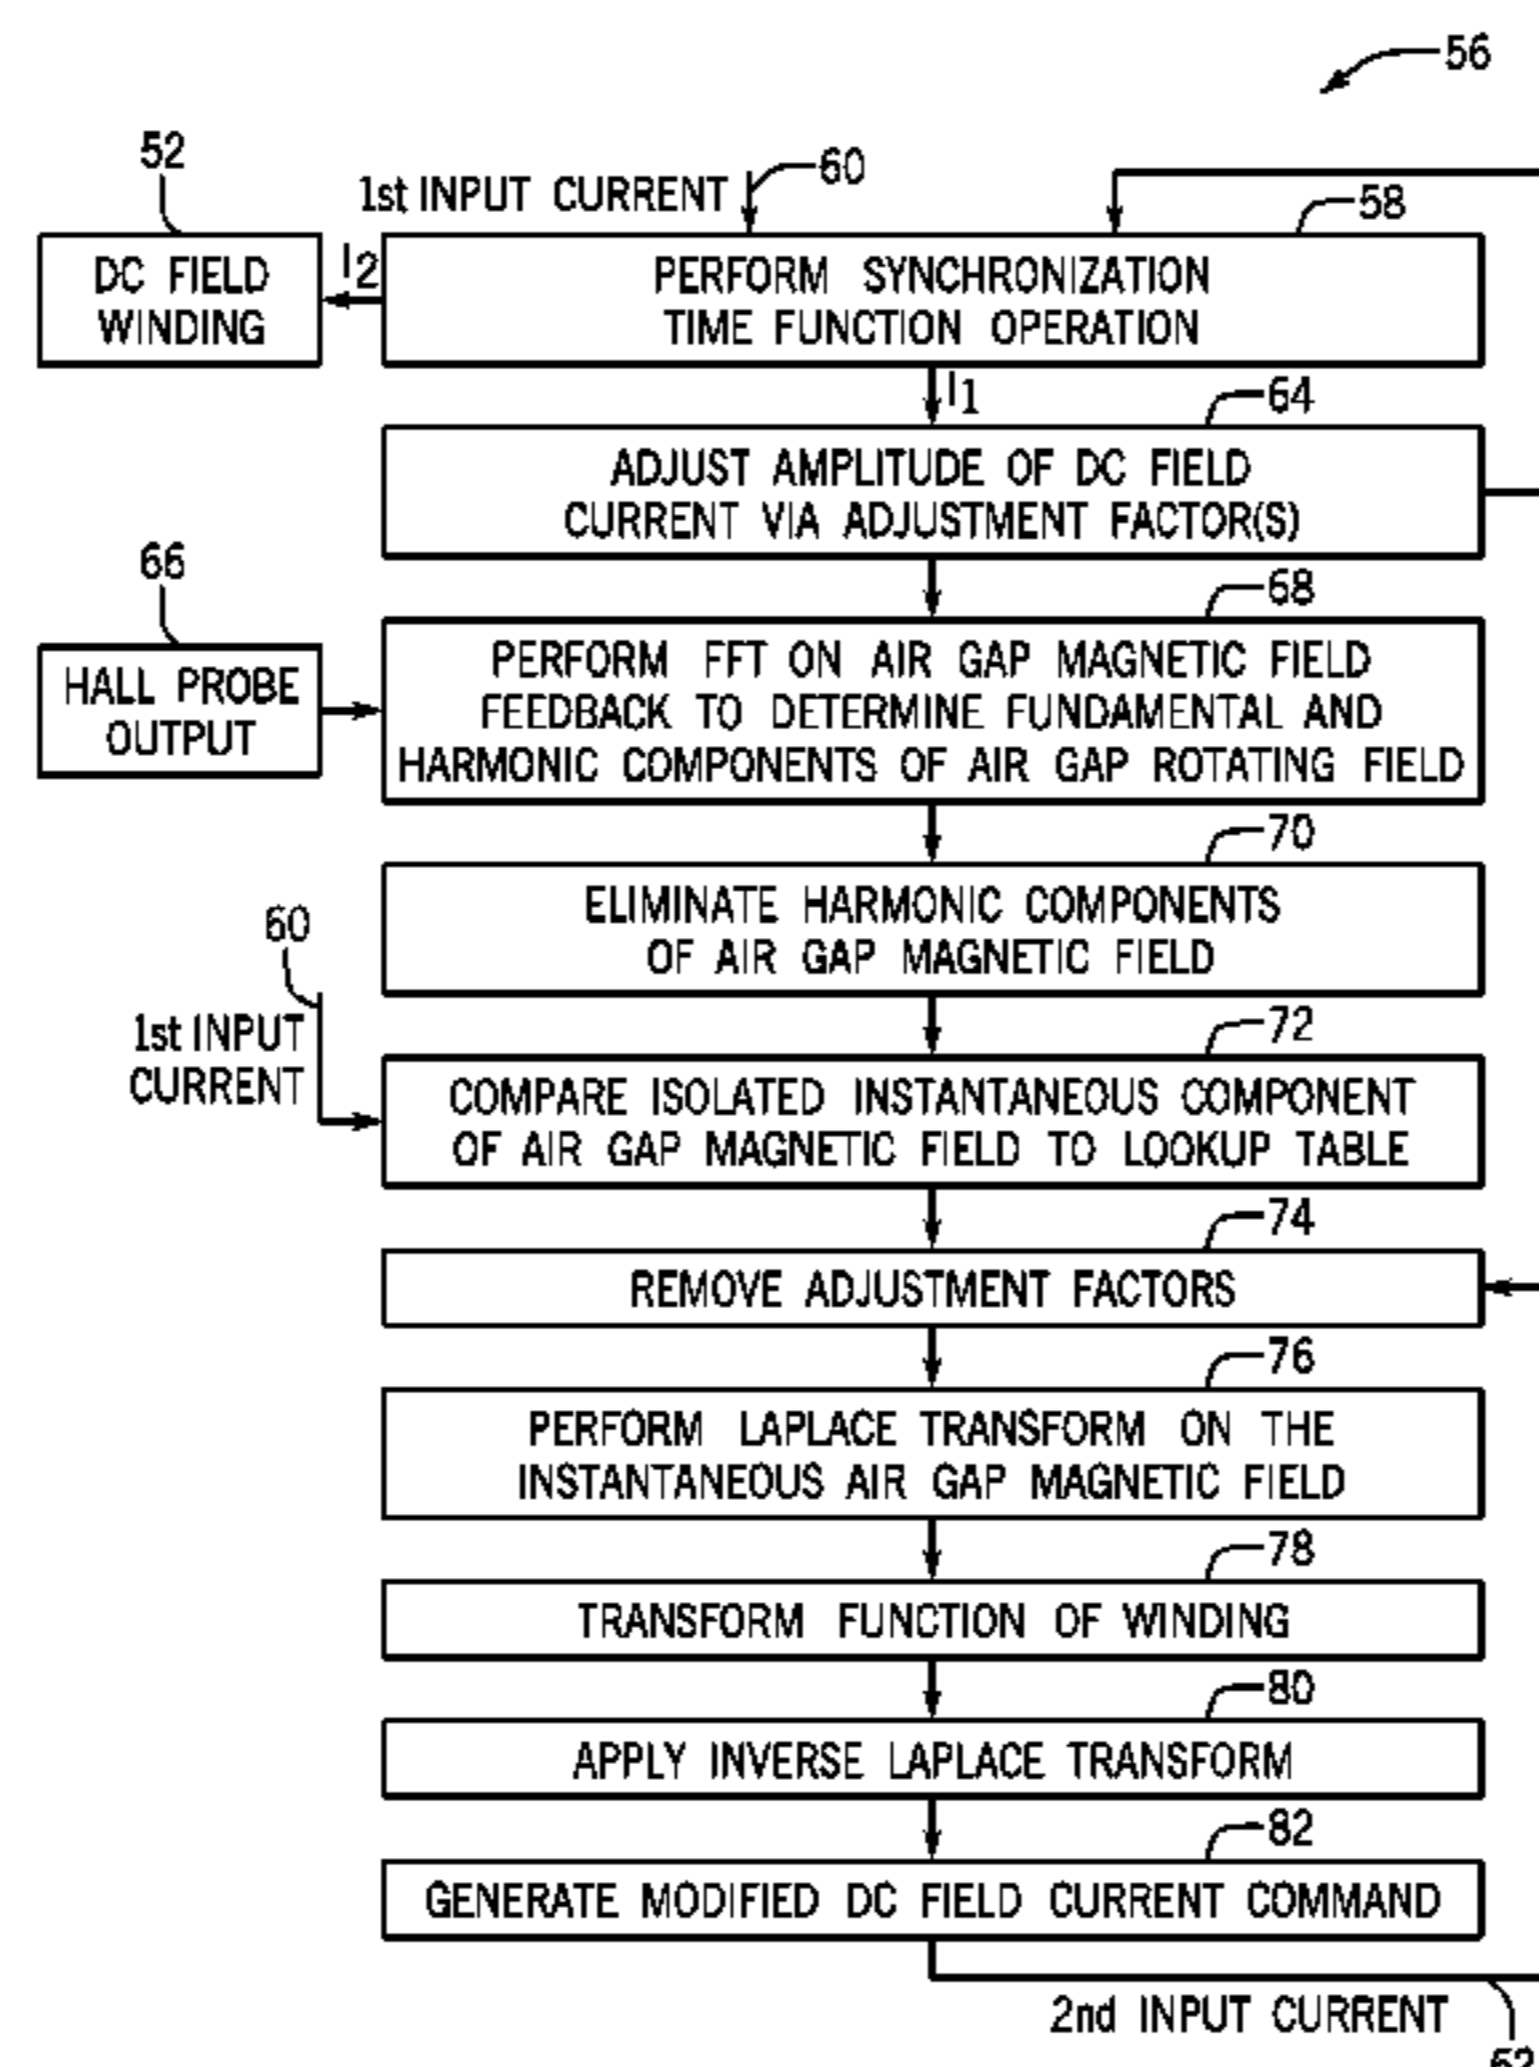 56
52
1st INPUT CURRENT
60
58
DC FIELD
WINDING
I2
PERFORM SYNCHRONIZATION
TIME FUNCTION OPERATION
I1
64
ADJUST AMPLITUDE OF DC FIELD
CURRENT VIA ADJUSTMENT FACTOR(S)
66
68
HALL PROBE
OUTPUT
PERFORM FFT ON AIR GAP MAGNETIC FIELD
FEEDBACK TO DETERMINE FUNDAMENTAL AND
HARMONIC COMPONENTS OF AIR GAP ROTATING FIELD
70
ELIMINATE HARMONIC COMPONENTS
OF AIR GAP MAGNETIC FIELD
60
1st INPUT
CURRENT
72
COMPARE ISOLATED INSTANTANEOUS COMPONENT
OF AIR GAP MAGNETIC FIELD TO LOOKUP TABLE
74
REMOVE ADJUSTMENT FACTORS
76
PERFORM LAPLACE TRANSFORM ON THE
INSTANTANEOUS AIR GAP MAGNETIC FIELD
78
TRANSFORM FUNCTION OF WINDING
80
APPLY INVERSE LAPLACE TRANSFORM
82
GENERATE MODIFIED DC FIELD CURRENT COMMAND
2nd INPUT CURRENT